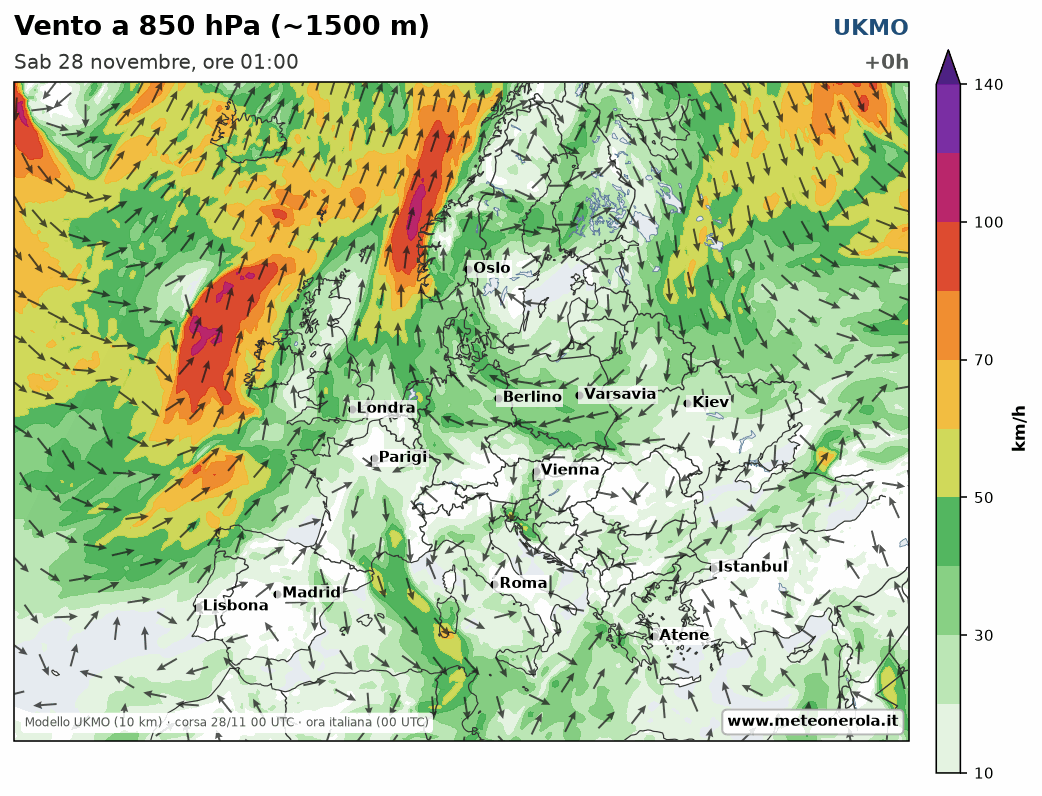 Vento a 850 hPa (~1500 m)
UKMO
Sab 28 novembre, ore 01:00
+0h
140
100
70
50
30
10
km/h
Oslo
Berlino
Varsavia
Kiev
Londra
Parigi
Vienna
Istanbul
Roma
Madrid
Lisbona
Atene
Modello UKMO (10 km) · corsa 28/11 00 UTC · ora italiana (00 UTC)
www.meteonerola.it